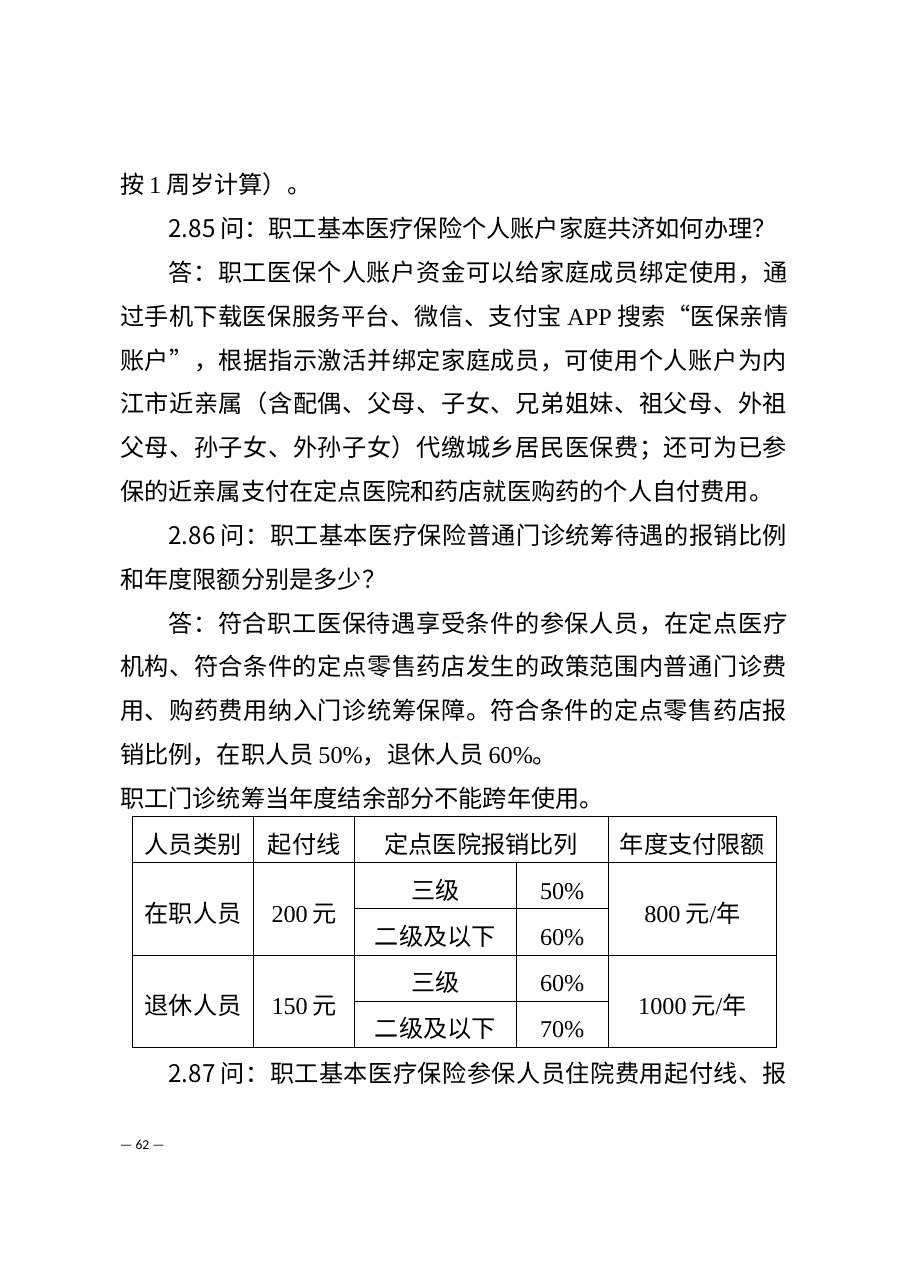 按 1 周岁计算）。
2.85 问：职工基本医疗保险个人账户家庭共济如何办理？
答：职工医保个人账户资金可以给家庭成员绑定使用，通
过手机下载医保服务平台、微信、支付宝 APP 搜索“医保亲情
账户”，根据指示激活并绑定家庭成员，可使用个人账户为内
江市近亲属（含配偶、父母、子女、兄弟姐妹、祖父母、外祖
父母、孙子女、外孙子女）代缴城乡居民医保费；还可为已参
保的近亲属支付在定点医院和药店就医购药的个人自付费用。
2.86 问：职工基本医疗保险普通门诊统筹待遇的报销比例
和年度限额分别是多少？
答：符合职工医保待遇享受条件的参保人员，在定点医疗
机构、符合条件的定点零售药店发生的政策范围内普通门诊费
用、购药费用纳入门诊统筹保障。符合条件的定点零售药店报
销比例，在职人员 50%，退休人员 60%。
职工门诊统筹当年度结余部分不能跨年使用。
人员类别 起付线 定点医院报销比列 年度支付限额
在职人员 200 元 三级 50% 800 元/年
二级及以下 60%
退休人员 150 元 三级 60% 1000 元/年
二级及以下 70%
2.87 问：职工基本医疗保险参保人员住院费用起付线、报
— 62 —